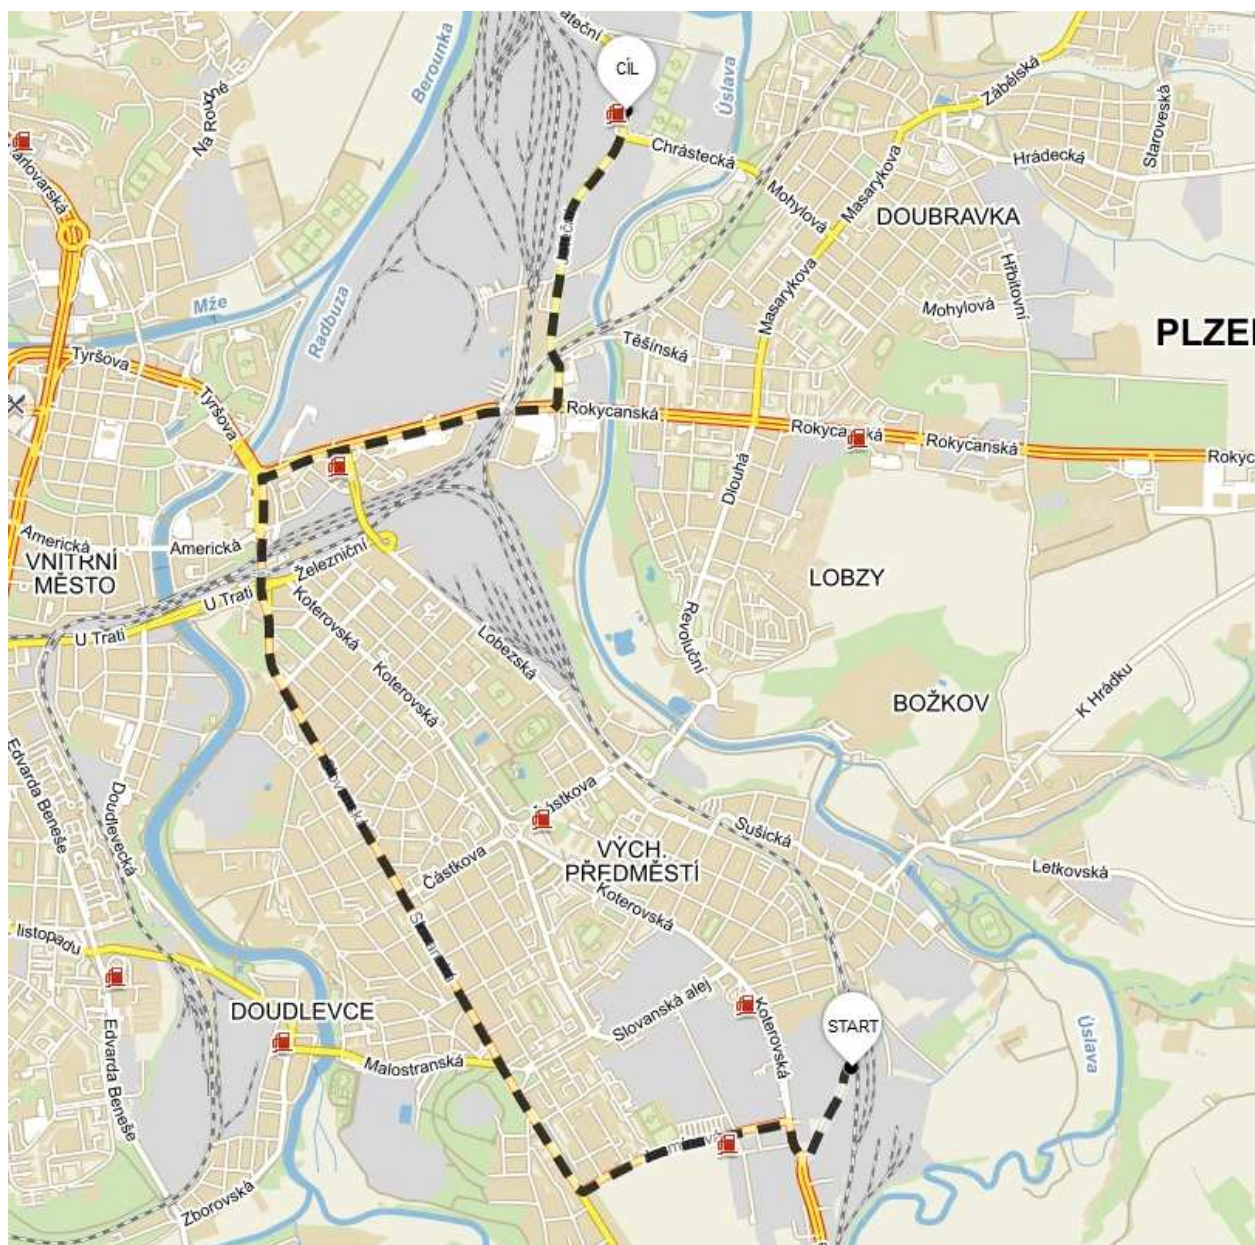 Berounka
Úslava
CÍL
Zábělská
Na Roudné
Staroveská
Chrástecká
Masarykova
Hrádecká
Mohylová
DOUBRAVKA
Karlovarská
Mže
Radbuza
Masarykova
Hřbitovní
Mohylová
PLZE
Těšínská
Tyršova
Tyršova
Rokycanská
Rokycanská
Rokycanská
Rokyc
Dlouhá
Americká
Americká
VNITŘNÍ
MĚSTO
Železniční
U Trati
U Trati
LOBZY
Koterovská
Lobezská
Revoluční
Koterovská
BOŽKOV
K Hrádku
Edvarda Beneše
Doudlevecká
Částkova
Sušická
VÝCH.
PŘEDMĚSTÍ
Částkova
Letkovská
Koterovská
listopadu
Slovanská alej
Koterovská
DOUDLEVCE
START
Úslava
Malostranská
Edvarda Beneše
Zborovská